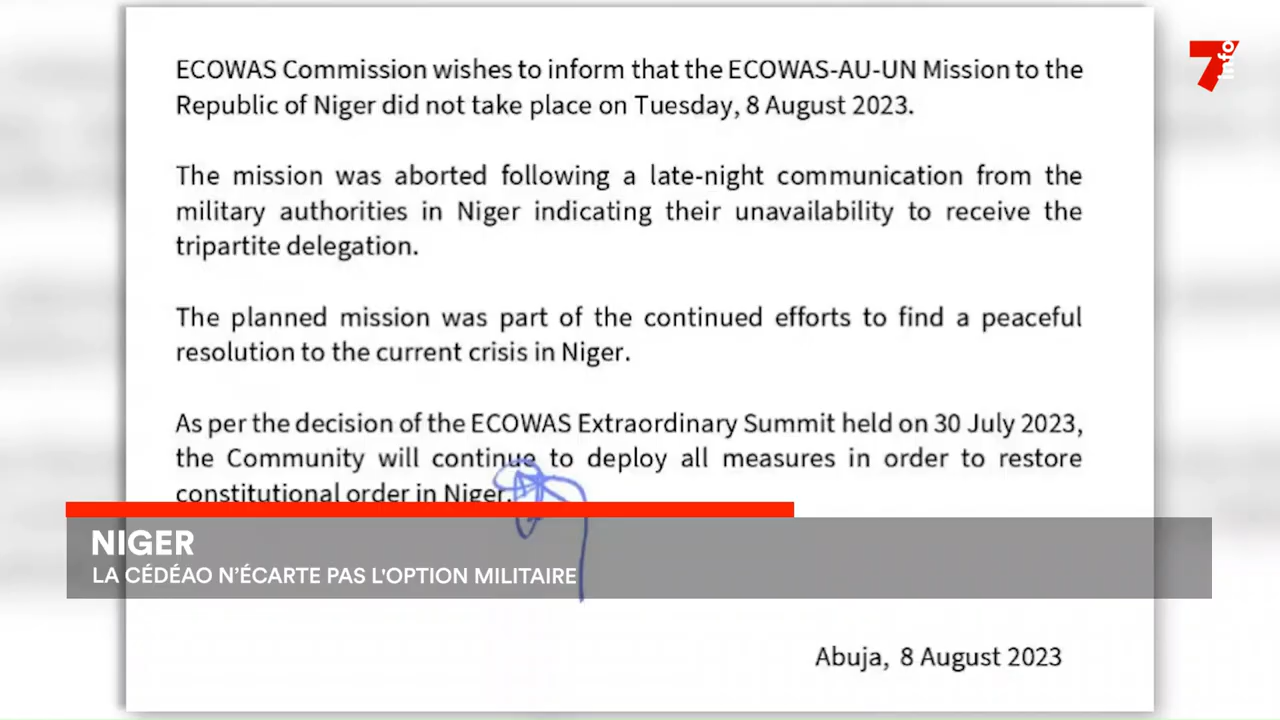 ECOWAS Commission wishes to inform that the ECOWAS-AU-UN Mission to the
Republic of Niger did not take place on Tuesday, 8 August 2023.
The mission was aborted following a late-night communication from the
military authorities in Niger indicating their unavailability to receive the
tripartite delegation.
The planned mission was part of the continued efforts to find a peaceful
resolution to the current crisis in Niger.
As per the decision of the ECOWAS Extraordinary Summit held on 30 July 2023,
the Community will continue to deploy all measures in order to restore
constitutional order in Niger.
NIGER
LA CÉDÉAO N'ÉCARTE PAS L'OPTION MILITAIRE
Abuja, 8 August 2023
7info